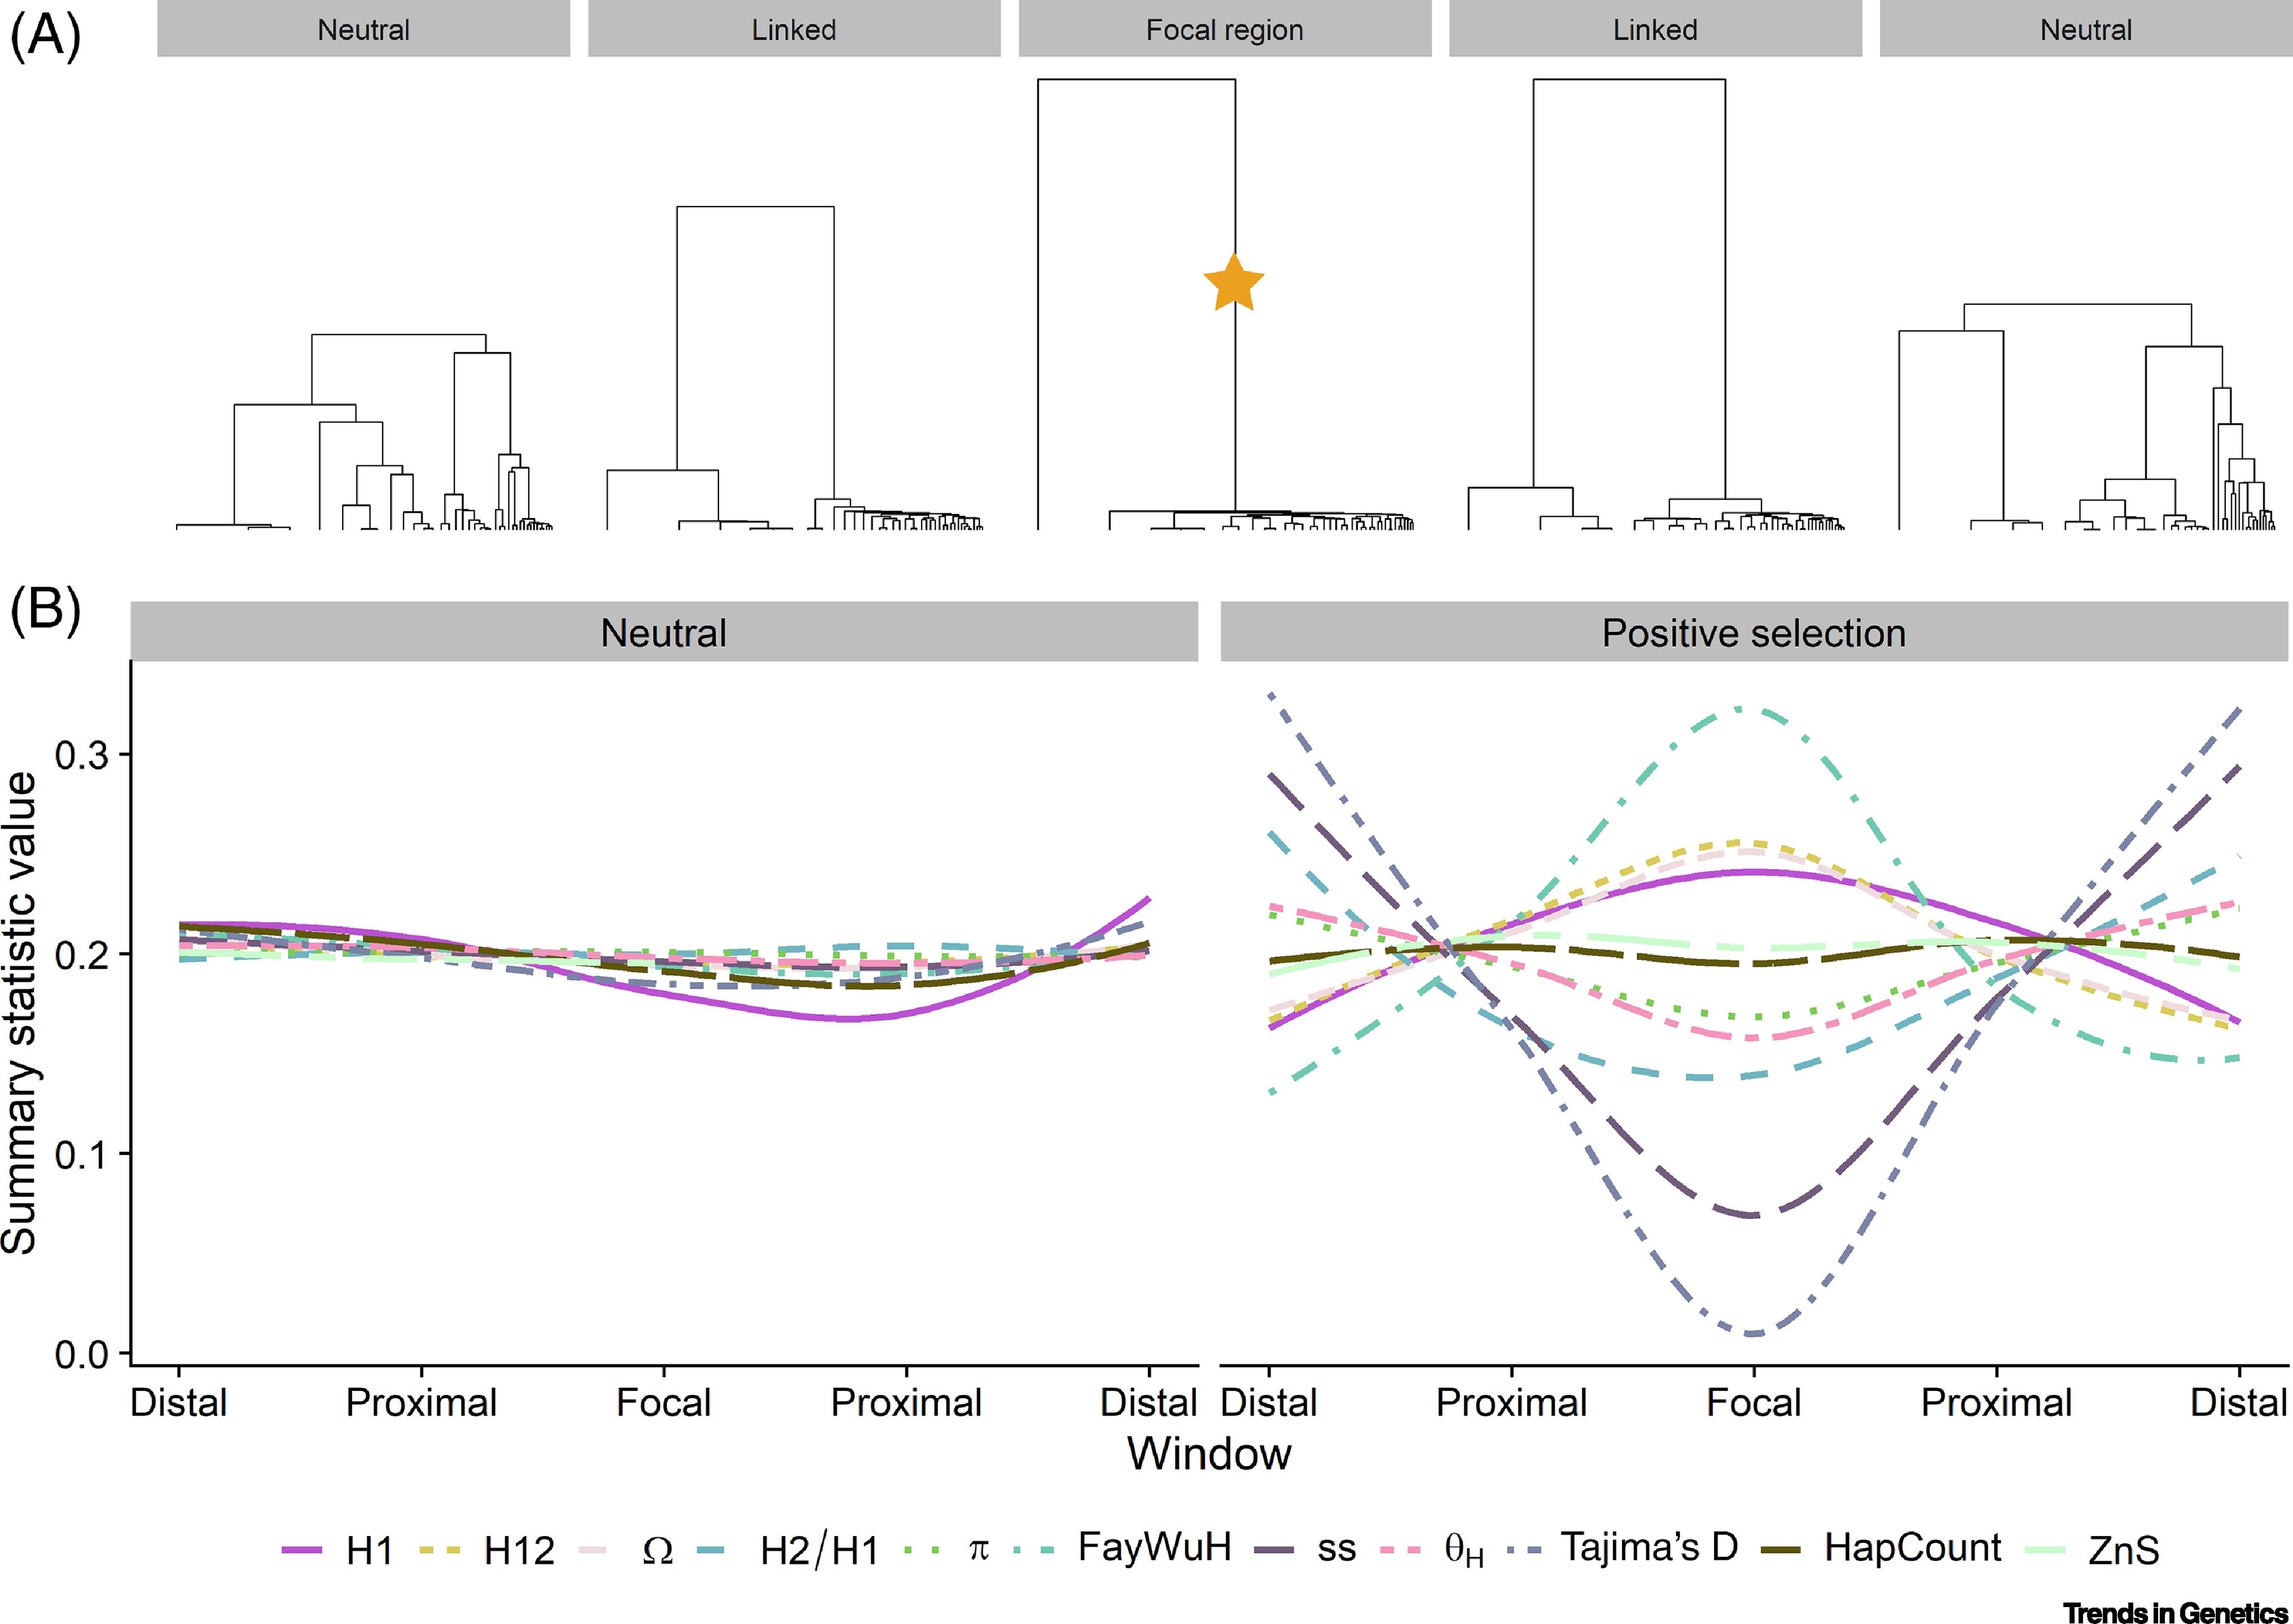 (A)
Neutral Linked Focal region Linked Neutral
(B)
Neutral Positive selection
Summary statistic value
0.3
0.2
0.1
0.0
Distal Proximal Focal Proximal Distal Distal Proximal Focal Proximal Distal
Window
H1 H12 Ω H2/H1 π FayWuH ss θH Tajima's D HapCount ZnS
Trends in Genetics